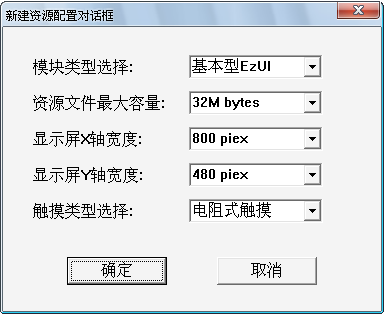 新建资源配置对话框
模块类型选择: 基本型EzUI
资源文件最大容量: 32M bytes
显示屏X轴宽度: 800 piex
显示屏Y轴宽度: 480 piex
触摸类型选择: 电阻式触摸
确定 取消